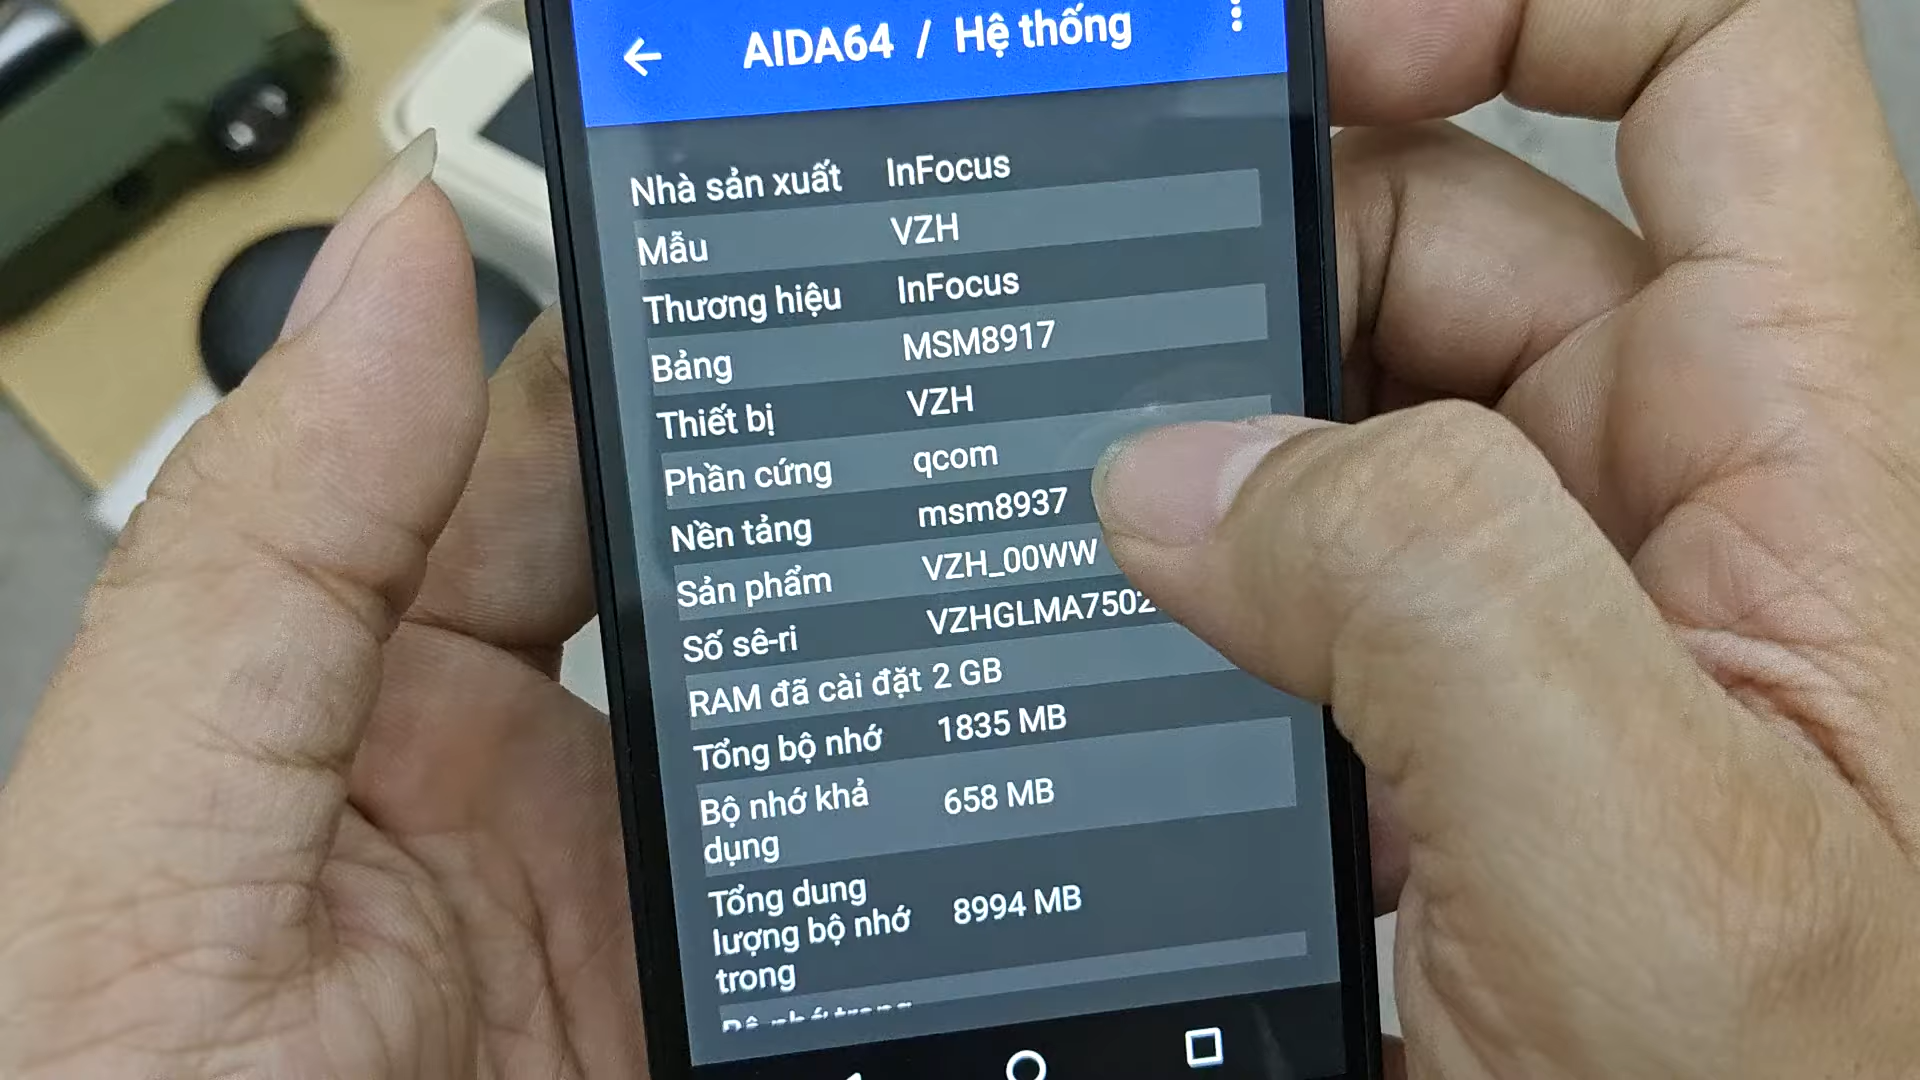 AIDA64 / Hệ thống
Nhà sản xuất InFocus
Mẫu VZH
Thương hiệu InFocus
Bảng MSM8917
Thiết bị VZH
Phần cứng qcom
Nền tảng msm8937
Sản phẩm VZH_00WW
Số sê-ri VZHGLMA7502
RAM đã cài đặt 2 GB
Tổng bộ nhớ 1835 MB
Bộ nhớ khả
dụng 658 MB
Tổng dung
lượng bộ nhớ 8994 MB
trong